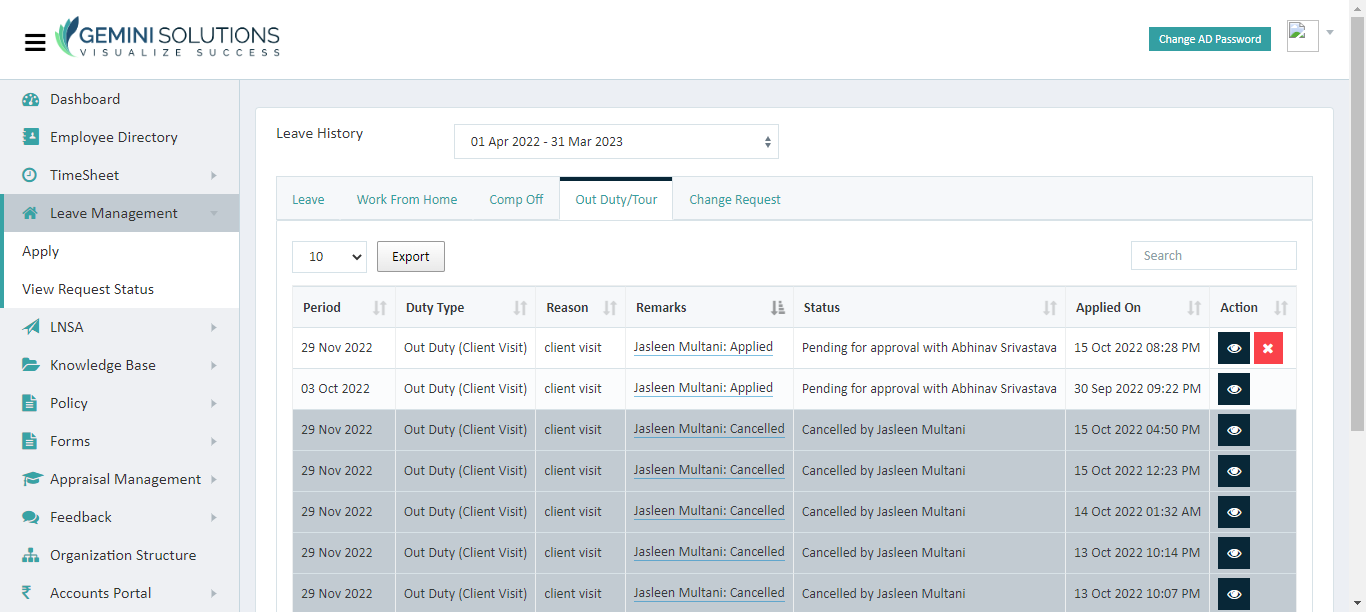 GEMINI SOLUTIONS
VISUALIZE SUCCESS
Change AD Password
Dashboard
Employee Directory
TimeSheet
Leave Management
Apply
View Request Status
LNSA
Knowledge Base
Policy
Forms
Appraisal Management
Feedback
Organization Structure
Accounts Portal
Leave History
01 Apr 2022 - 31 Mar 2023
Leave Work From Home Comp Off Out Duty/Tour Change Request
10 Export Search
Period Duty Type Reason Remarks Status Applied On Action
29 Nov 2022 Out Duty (Client Visit) client visit Jasleen Multani: Applied Pending for approval with Abhinav Srivastava 15 Oct 2022 08:28 PM
03 Oct 2022 Out Duty (Client Visit) client visit Jasleen Multani: Applied Pending for approval with Abhinav Srivastava 30 Sep 2022 09:22 PM
29 Nov 2022 Out Duty (Client Visit) client visit Jasleen Multani: Cancelled Cancelled by Jasleen Multani 15 Oct 2022 04:50 PM
29 Nov 2022 Out Duty (Client Visit) client visit Jasleen Multani: Cancelled Cancelled by Jasleen Multani 15 Oct 2022 12:23 PM
29 Nov 2022 Out Duty (Client Visit) client visit Jasleen Multani: Cancelled Cancelled by Jasleen Multani 14 Oct 2022 01:32 AM
29 Nov 2022 Out Duty (Client Visit) client visit Jasleen Multani: Cancelled Cancelled by Jasleen Multani 13 Oct 2022 10:14 PM
29 Nov 2022 Out Duty (Client Visit) client visit Jasleen Multani: Cancelled Cancelled by Jasleen Multani 13 Oct 2022 10:07 PM